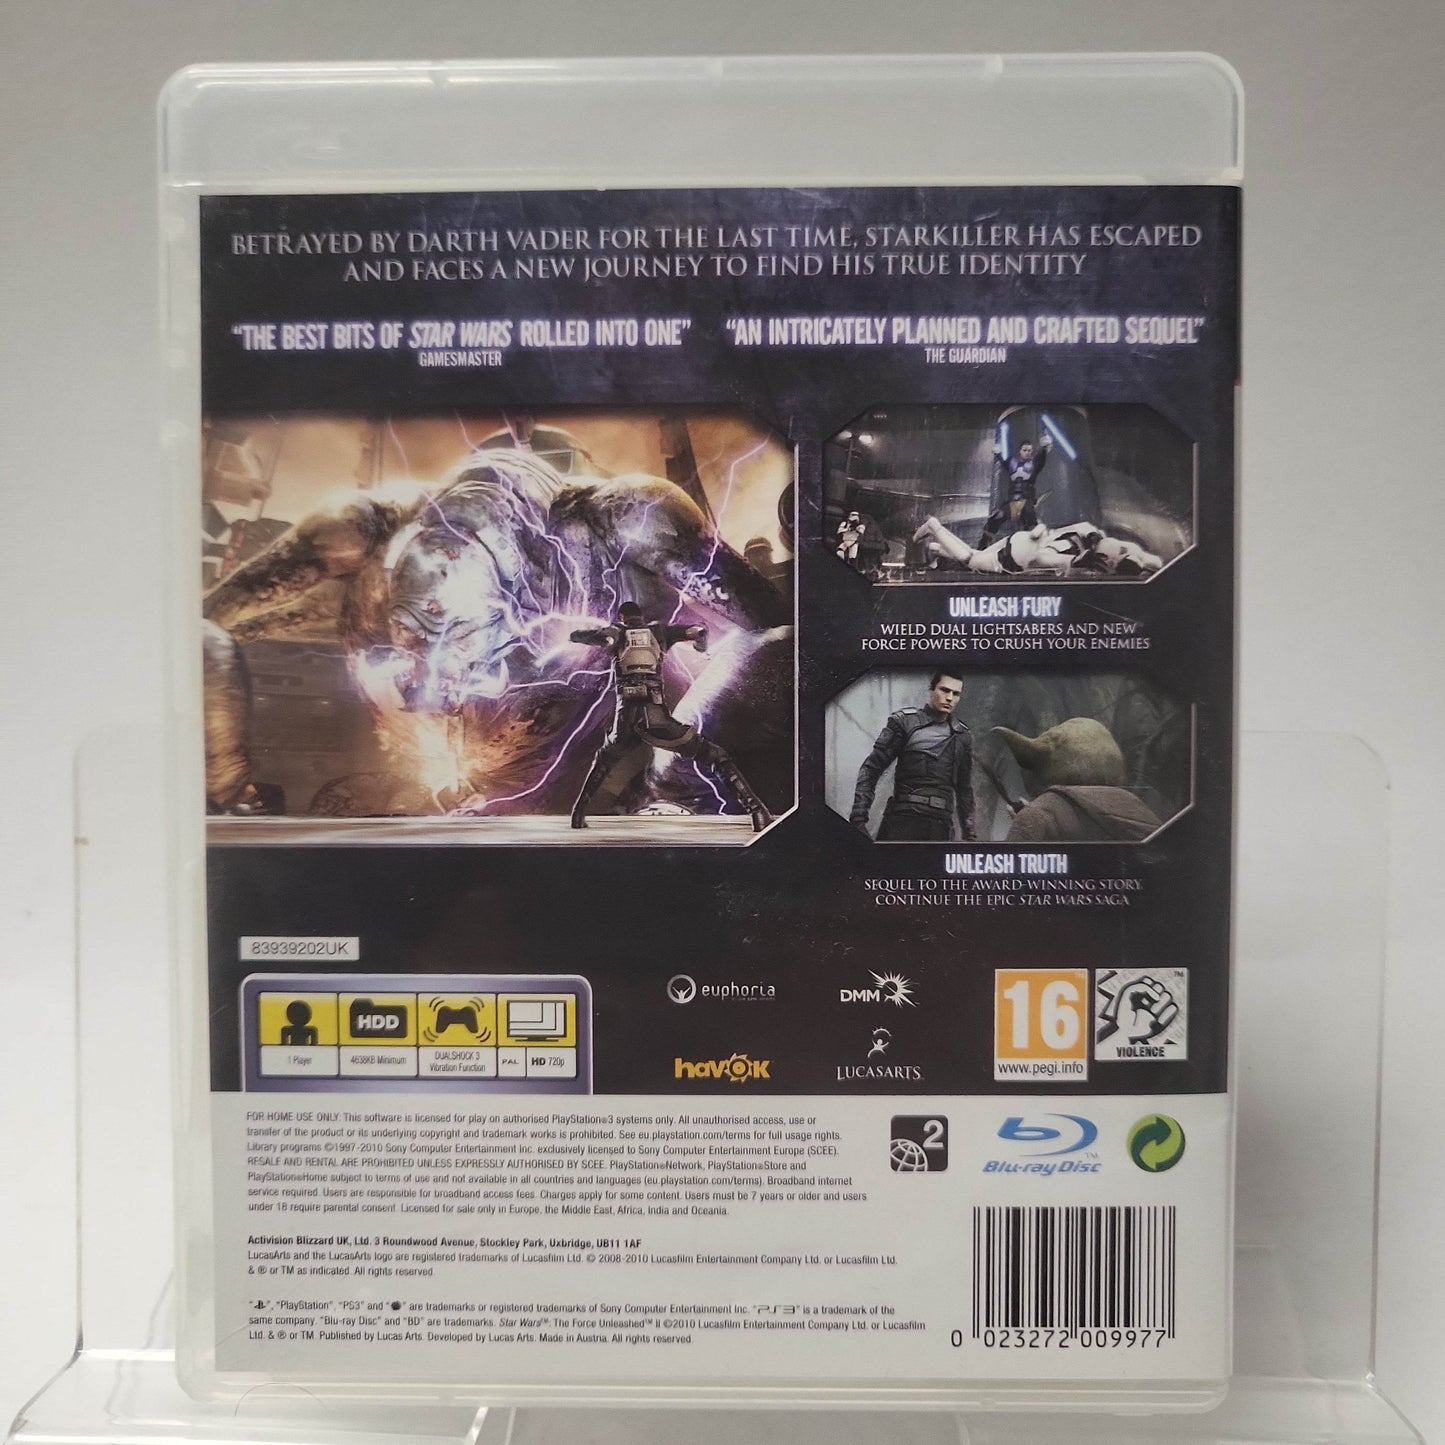 BETRAYED BY DARTH VADER FOR THE LAST TIME, STARKILLER HAS ESCAPED
AND FACES A NEW JOURNEY TO FIND HIS TRUE IDENTITY
"THE BEST BITS OF STAR WARS ROLLED INTO ONE"
GAMESMASTER
"AN INTRICATELY PLANNED AND CRAFTED SEQUEL"
THE GUARDIAN
UNLEASH FURY
WIELD DUAL LIGHTSABERS AND NEW
FORCE POWERS TO CRUSH YOUR ENEMIES
UNLEASH TRUTH
SEQUEL TO THE AWARD-WINNING STORY.
CONTINUE THE EPIC STAR WARS SAGA
83939202UK
HDD
1 Player
4638KB Minimum
DUALSHOCK 3
Vibration Function
PAL
HD 720p
euphoria
DMM
havok
LUCASARTS
16
www.pegi.info
VIOLENCE
™
FOR HOME USE ONLY. This software is licensed for play on authorised PlayStation®3 systems only. All unauthorised access, use or
transfer of the product or its underlying copyright and trademark works is prohibited. See eu.playstation.com/terms for full usage rights.
Library programs ©1997-2010 Sony Computer Entertainment Inc. exclusively licensed to Sony Computer Entertainment Europe (SCEE).
RESALE AND RENTAL ARE PROHIBITED UNLESS EXPRESSLY AUTHORISED BY SCEE. PlayStation®Network, PlayStation®Store and
PlayStation®Home subject to terms of use and not available in all countries and languages (eu.playstation.com/terms). Broadband internet
service required. Users are responsible for broadband access fees. Charges apply for some content. Users must be 7 years or older and users
under 18 require parental consent. Licensed for sale only in Europe, the Middle East, Africa, India and Oceania.
2
Blu-ray Disc™
Activision Blizzard UK, Ltd. 3 Roundwood Avenue, Stockley Park, Uxbridge, UB11 1AF
LucasArts and the LucasArts logo are registered trademarks of Lucasfilm Ltd. © 2008-2010 Lucasfilm Entertainment Company Ltd. or Lucasfilm Ltd.
& ® or TM as indicated. All rights reserved.
" ", "PlayStation", "PS3" and " " are trademarks or registered trademarks of Sony Computer Entertainment Inc. "PS3" is a trademark of the
same company. "Blu-ray Disc" and "BD" are trademarks. Star Wars™: The Force Unleashed™ II ©2010 Lucasfilm Entertainment Company Ltd. or Lucasfilm
Ltd. & ® or TM. Published by Lucas Arts. Developed by Lucas Arts. Made in Austria. All rights reserved.
0 023272 009977